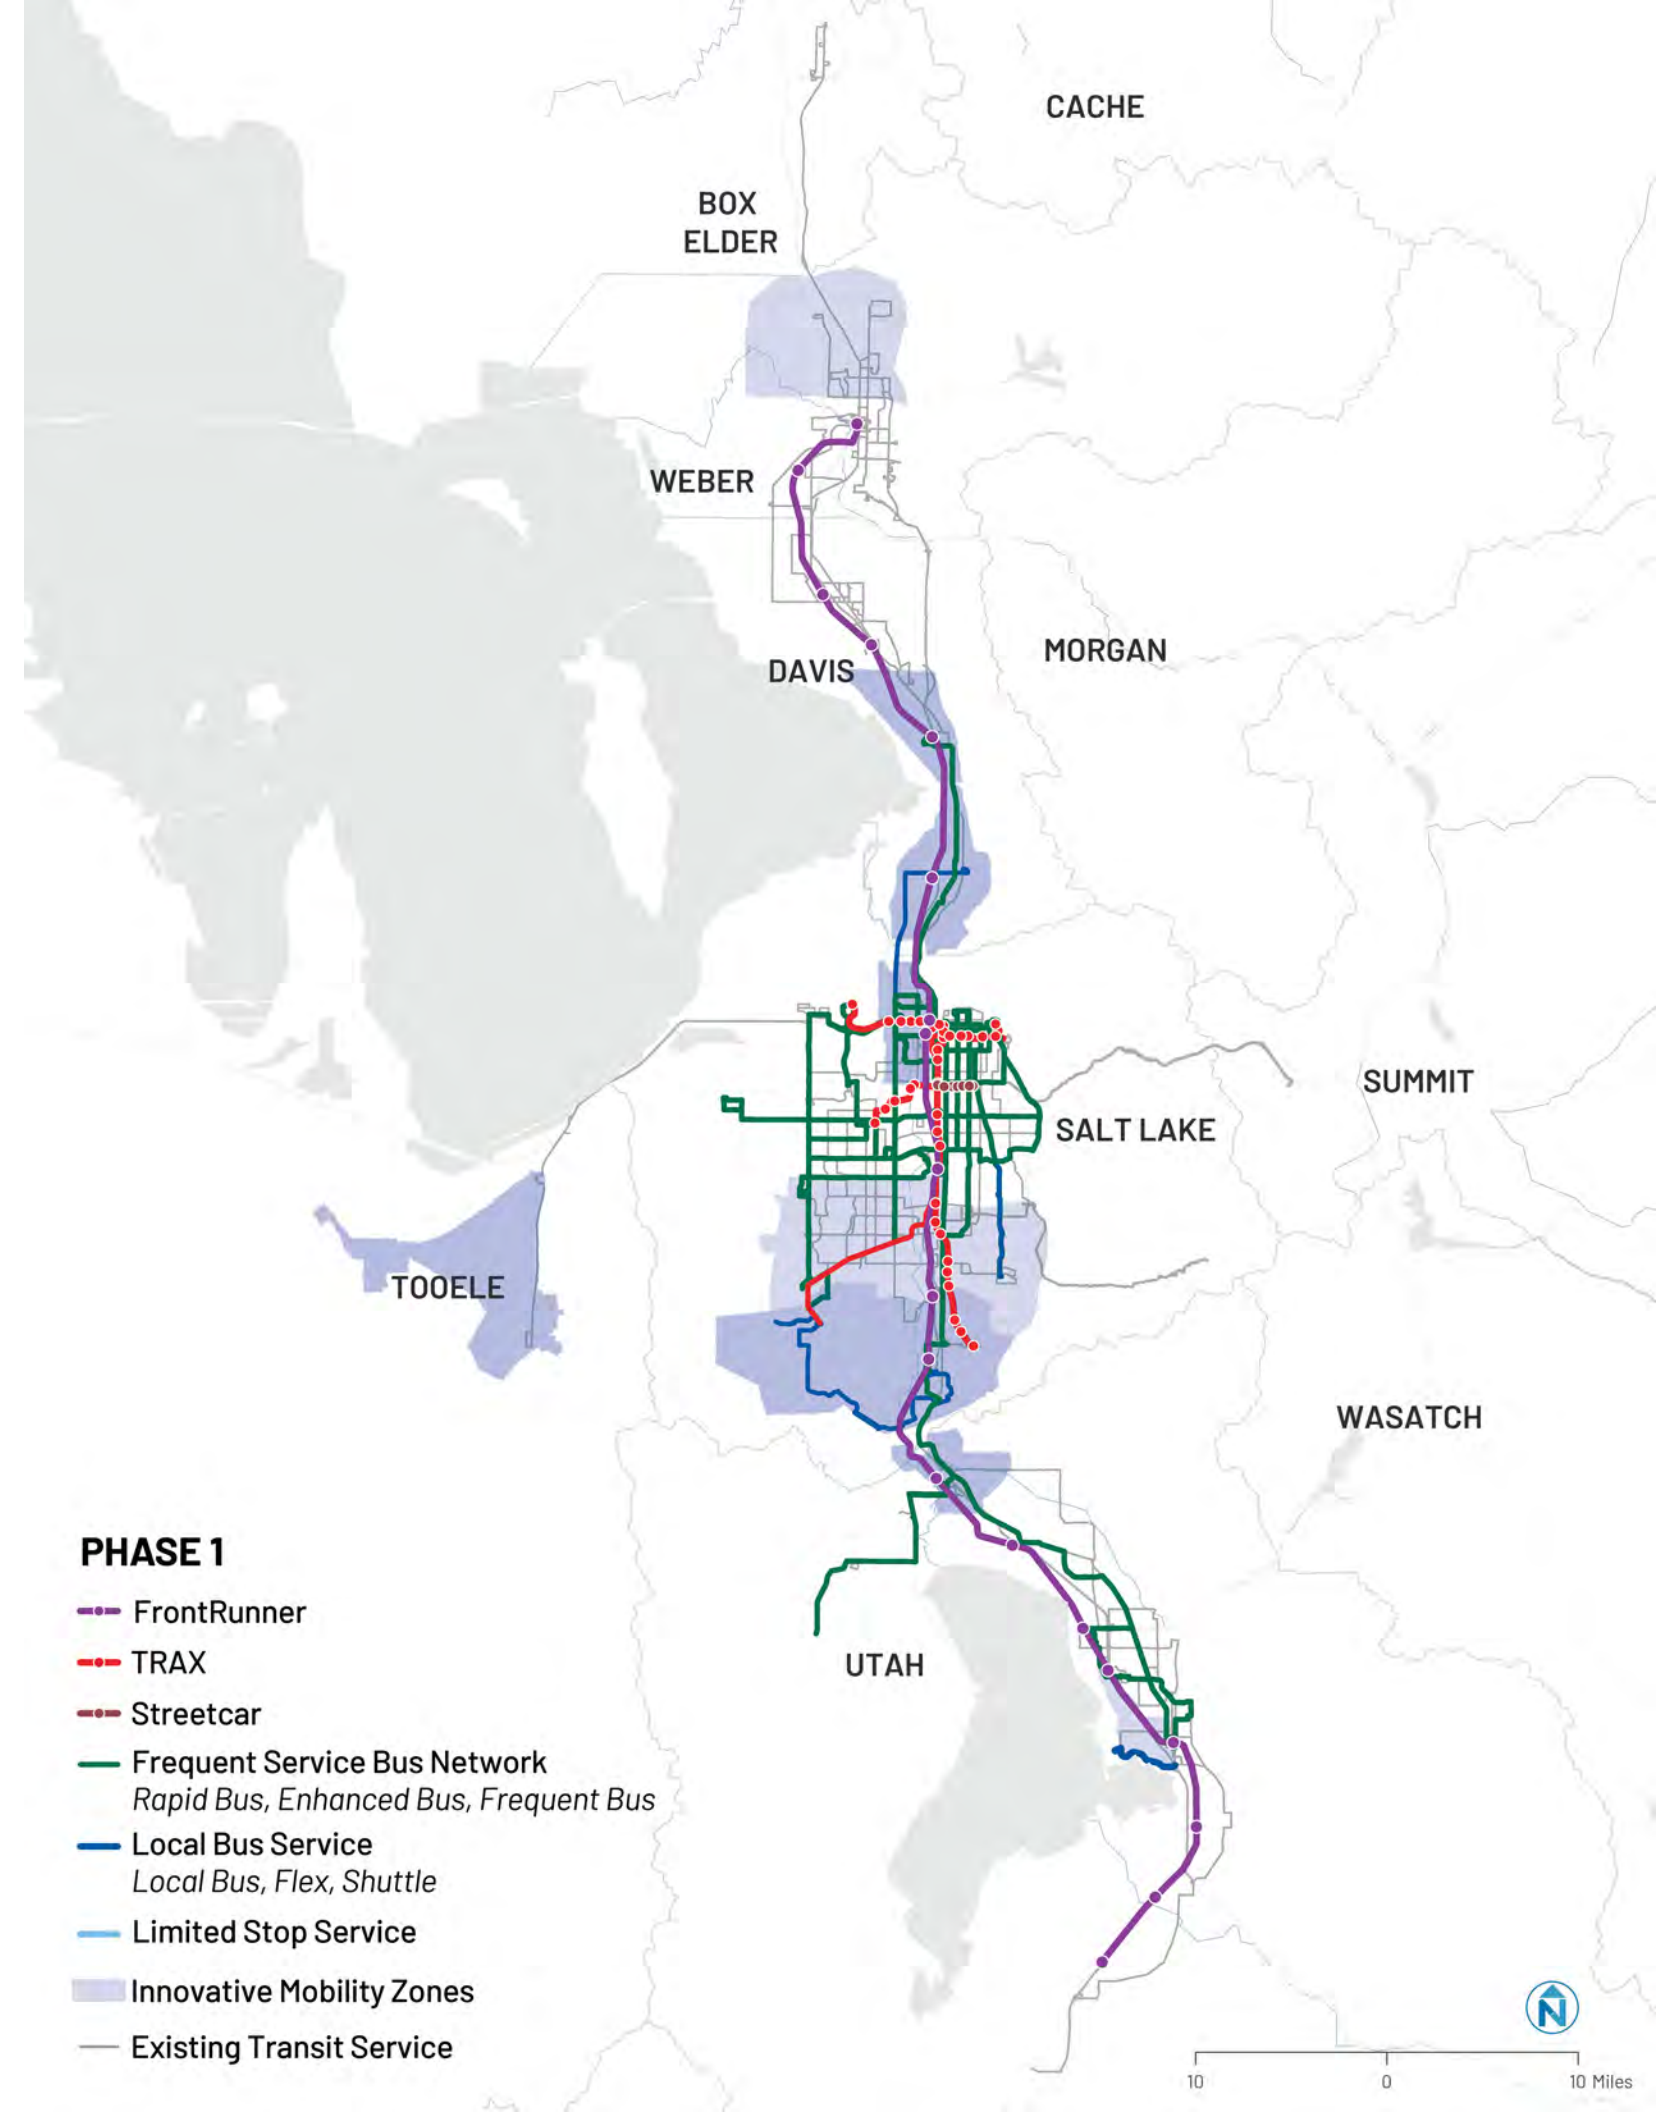 CACHE
BOX
ELDER
WEBER
MORGAN
DAVIS
SUMMIT
SALT LAKE
TOOELE
WASATCH
UTAH
PHASE 1
FrontRunner
TRAX
Streetcar
Frequent Service Bus Network
Rapid Bus, Enhanced Bus, Frequent Bus
Local Bus Service
Local Bus, Flex, Shuttle
Limited Stop Service
Innovative Mobility Zones
Existing Transit Service
N
10 0 10 Miles